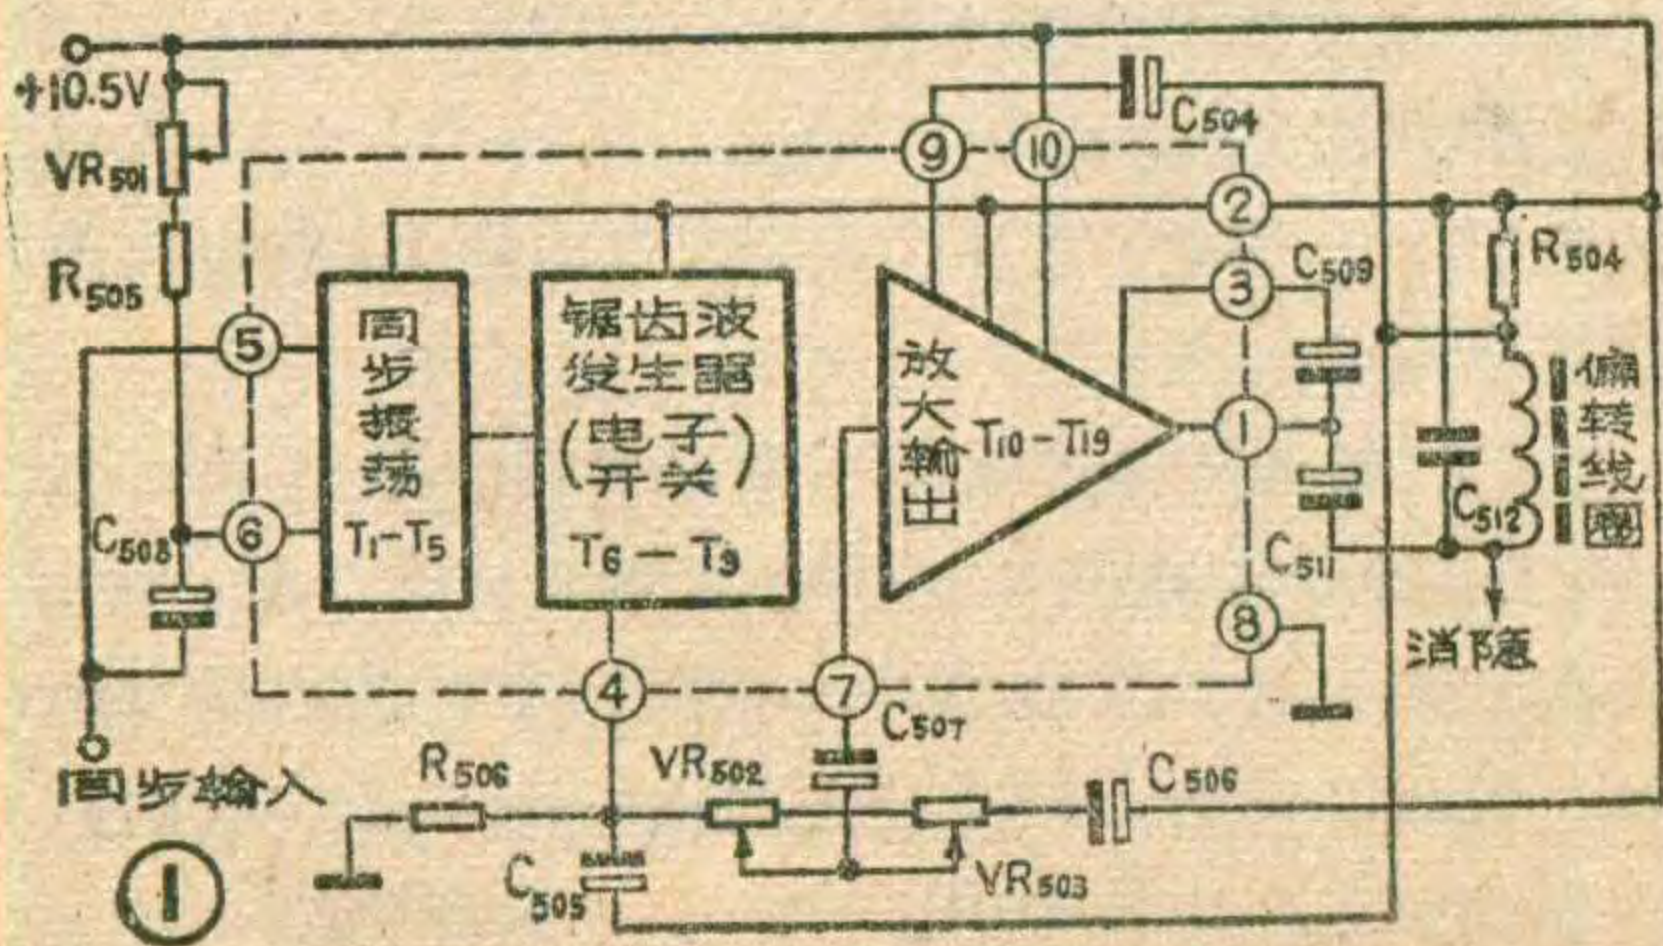 +10.5V
VR501
R505
C508
同步输入
①
⑤
⑥
同步振荡
T1-T5
锯齿波
发生器
(电子
开关)
T6-T9
④
⑨
⑩
C504
②
③
①
⑧
⑦
放大输出
T10-T19
C509
C511
R504
C512
偏转线圈
消隐
R506
VR502
C507
C505
VR503
C506